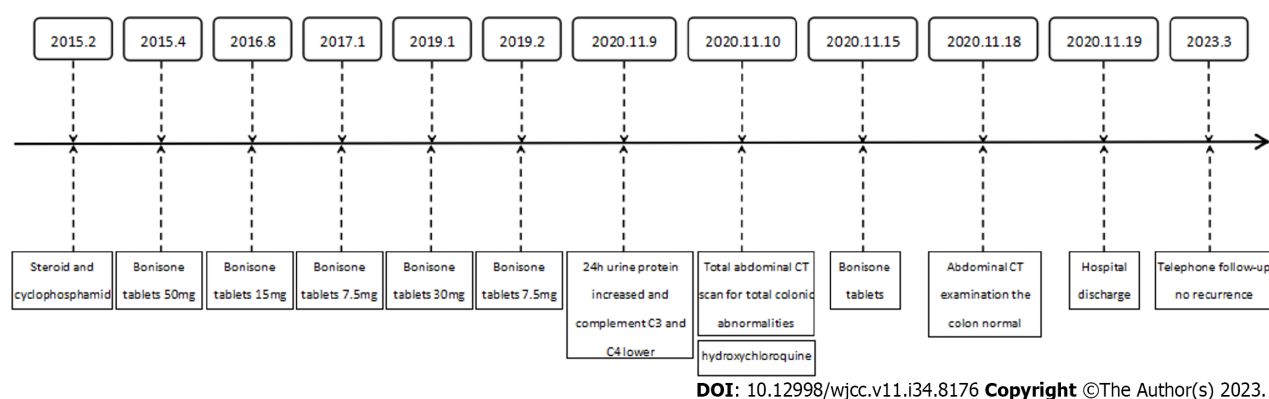 2015.2
2015.4
2016.8
2017.1
2019.1
2019.2
2020.11.9
2020.11.10
2020.11.15
2020.11.18
2020.11.19
2023.3
Steroid and
cyclophosphamid
Bonisone
tablets 50mg
Bonisone
tablets 15mg
Bonisone
tablets 7.5mg
Bonisone
tablets 30mg
Bonisone
tablets 7.5mg
24h urine protein
increased and
complement C3 and
C4 lower
Total abdominal CT
scan for total colonic
abnormalities
hydroxychloroquine
Bonisone
tablets
Abdominal CT
examination the
colon normal
Hospital
discharge
Telephone follow-up
no recurrence
DOI: 10.12998/wjcc.v11.i34.8176 Copyright ©The Author(s) 2023.